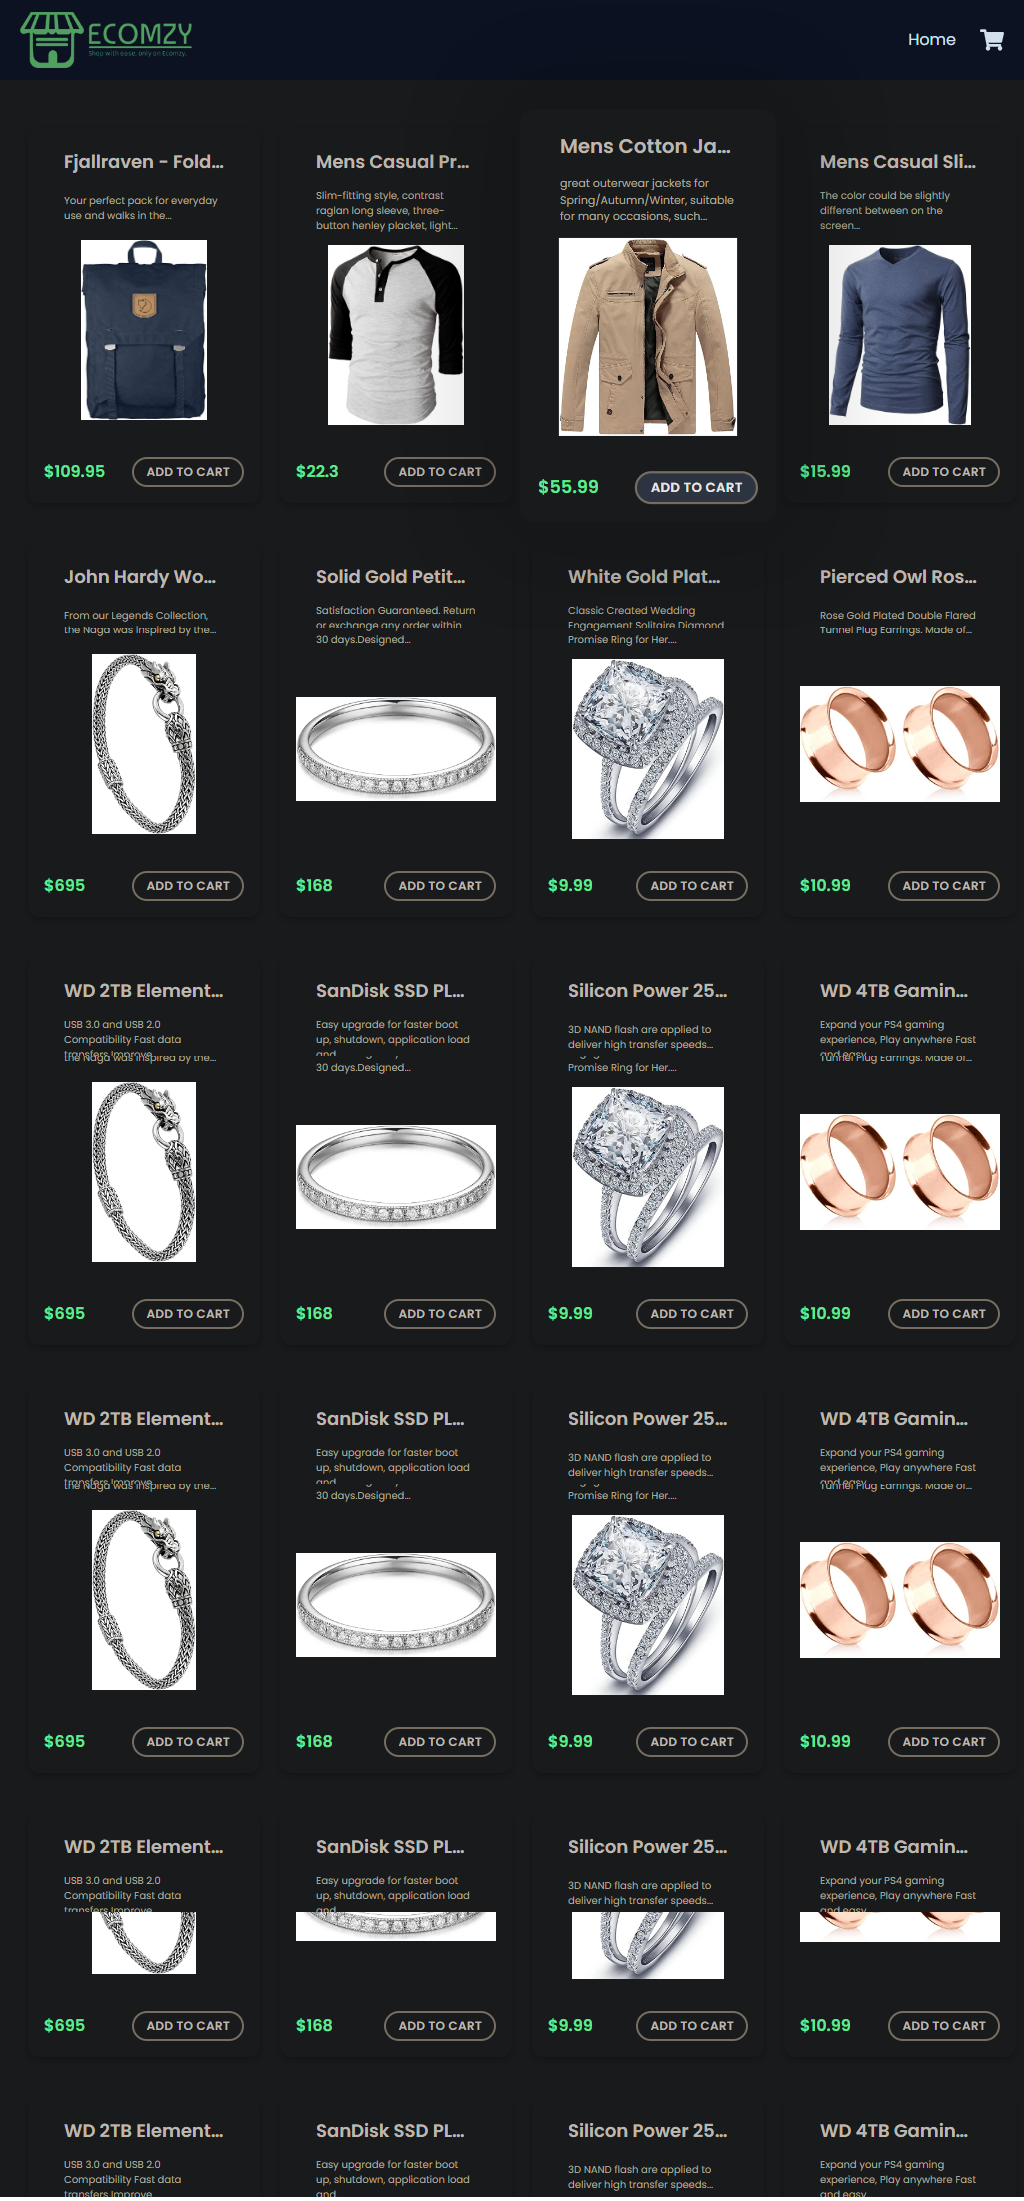 ECOMZY
Shop with ease, only on Ecomzy.
Home
Fjallraven - Fold...
Mens Casual Pr...
Mens Cotton Ja...
Mens Casual Sli...
Your perfect pack for everyday
use and walks in the...
Slim-fitting style, contrast
raglan long sleeve, three-
button henley placket, light...
great outerwear jackets for
Spring/Autumn/Winter, suitable
for many occasions, such...
The color could be slightly
different between on the
screen...
$109.95 ADD TO CART
$22.3 ADD TO CART
$55.99 ADD TO CART
$15.99 ADD TO CART
John Hardy Wo...
Solid Gold Petit...
White Gold Plat...
Pierced Owl Ros...
From our Legends Collection,
the Naga was inspired by the...
Satisfaction Guaranteed. Return
or exchange any order within
30 days.Designed...
Classic Created Wedding
Engagement Solitaire Diamond
Promise Ring for Her....
Rose Gold Plated Double Flared
Tunnel Plug Earrings. Made of...
$695 ADD TO CART
$168 ADD TO CART
$9.99 ADD TO CART
$10.99 ADD TO CART
WD 2TB Element...
SanDisk SSD PL...
Silicon Power 25...
WD 4TB Gamin...
USB 3.0 and USB 2.0
Compatibility Fast data
transfers Improve
the Naga was inspired by the...
Easy upgrade for faster boot
up, shutdown, application load
and
30 days.Designed...
3D NAND flash are applied to
deliver high transfer speeds...
Promise Ring for Her....
Expand your PS4 gaming
experience, Play anywhere Fast
and easy
Tunnel Plug Earrings. Made of...
$695 ADD TO CART
$168 ADD TO CART
$9.99 ADD TO CART
$10.99 ADD TO CART
WD 2TB Element...
SanDisk SSD PL...
Silicon Power 25...
WD 4TB Gamin...
USB 3.0 and USB 2.0
Compatibility Fast data
transfers Improve
the Naga was inspired by the...
Easy upgrade for faster boot
up, shutdown, application load
and
30 days.Designed...
3D NAND flash are applied to
deliver high transfer speeds...
Promise Ring for Her....
Expand your PS4 gaming
experience, Play anywhere Fast
and easy
Tunnel Plug Earrings. Made of...
$695 ADD TO CART
$168 ADD TO CART
$9.99 ADD TO CART
$10.99 ADD TO CART
WD 2TB Element...
SanDisk SSD PL...
Silicon Power 25...
WD 4TB Gamin...
USB 3.0 and USB 2.0
Compatibility Fast data
transfers Improve
Easy upgrade for faster boot
up, shutdown, application load
and
3D NAND flash are applied to
deliver high transfer speeds...
Expand your PS4 gaming
experience, Play anywhere Fast
and easy
$695 ADD TO CART
$168 ADD TO CART
$9.99 ADD TO CART
$10.99 ADD TO CART
WD 2TB Element...
SanDisk SSD PL...
Silicon Power 25...
WD 4TB Gamin...
USB 3.0 and USB 2.0
Compatibility Fast data
transfers Improve
Easy upgrade for faster boot
up, shutdown, application load
and
3D NAND flash are applied to
deliver high transfer speeds...
Expand your PS4 gaming
experience, Play anywhere Fast
and easy